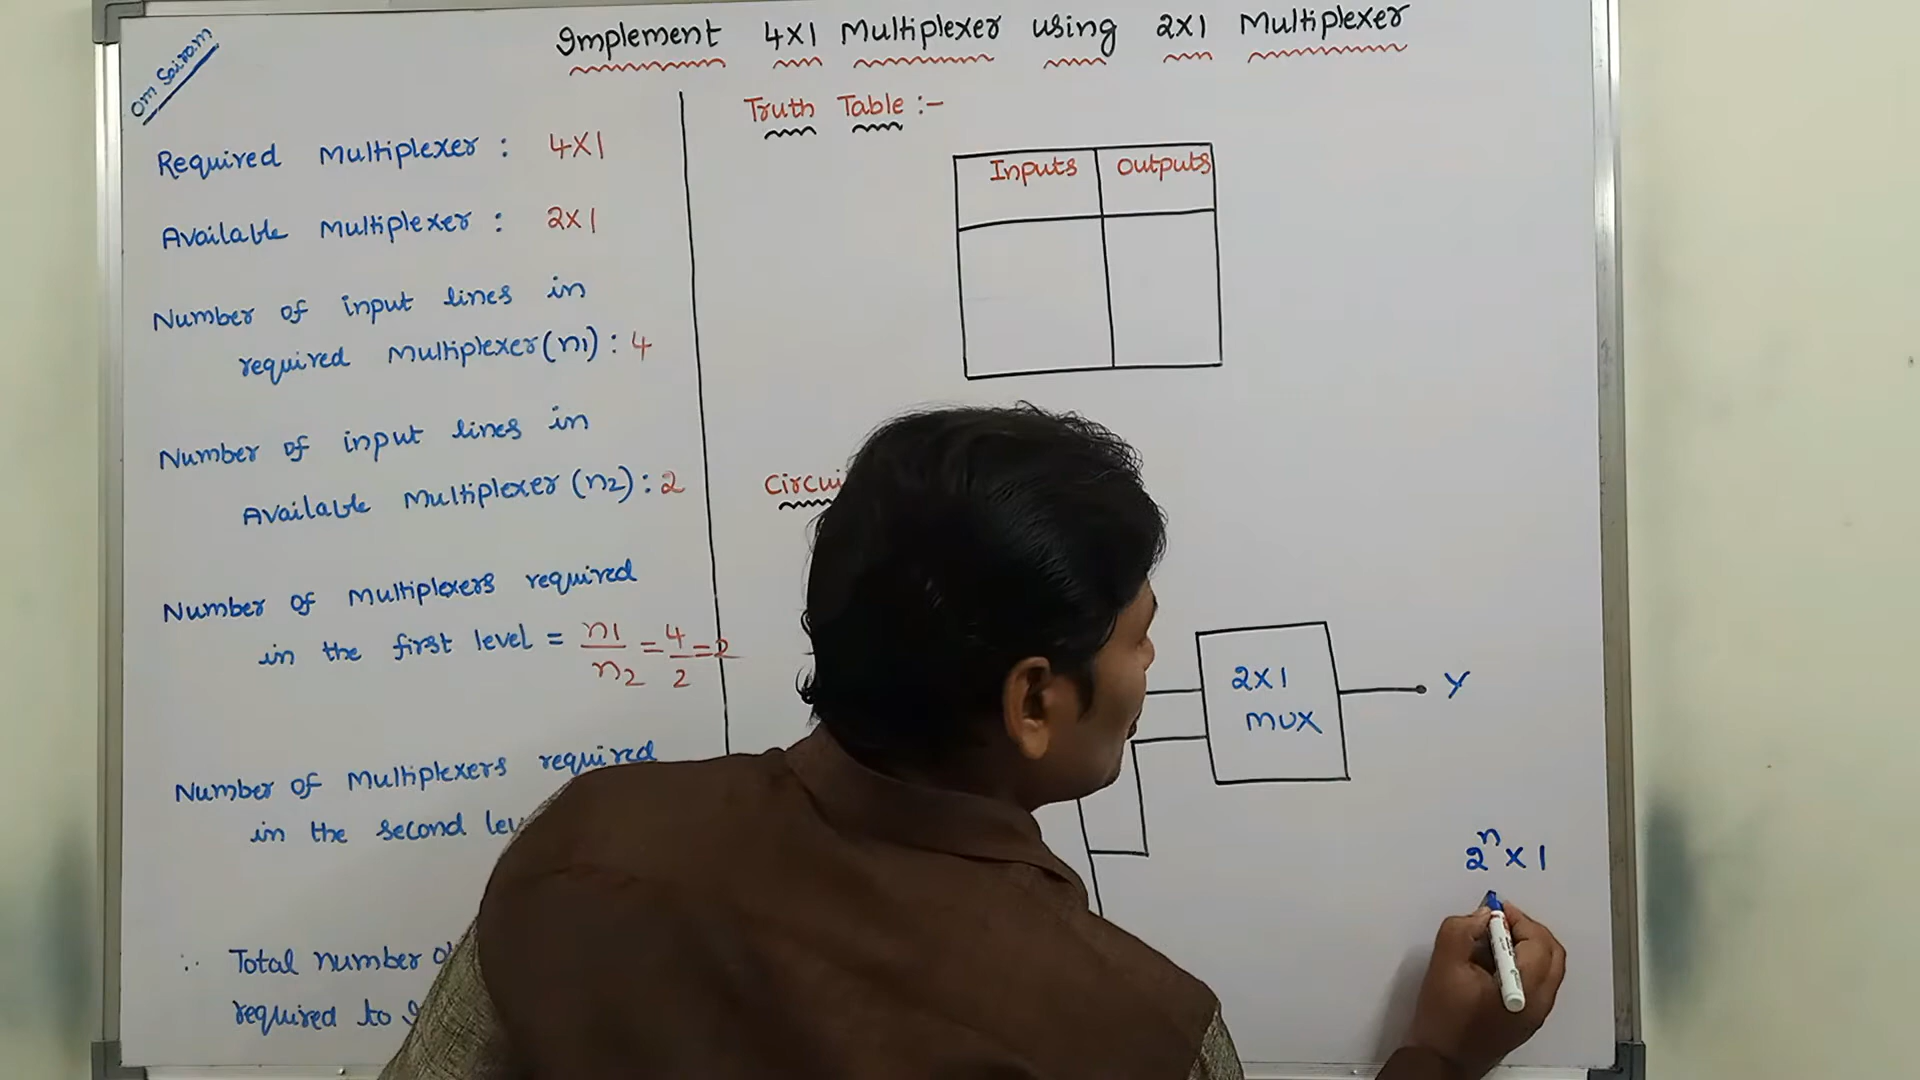 Om Sairam
Implement 4X1 Multiplexer using 2X1 Multiplexer
Required Multiplexer : 4X1
Available Multiplexer : 2X1
Number of input lines in
required Multiplexer(n1) : 4
Number of input lines in
Available Multiplexer (n2) : 2
Number of Multiplexers required
in the first level = n1/n2 = 4/2 = 2
Number of Multiplexers required
in the second
∴ Total number
required to
Truth Table :-
Inputs Outputs
2X1
MUX
Y
2ⁿX1